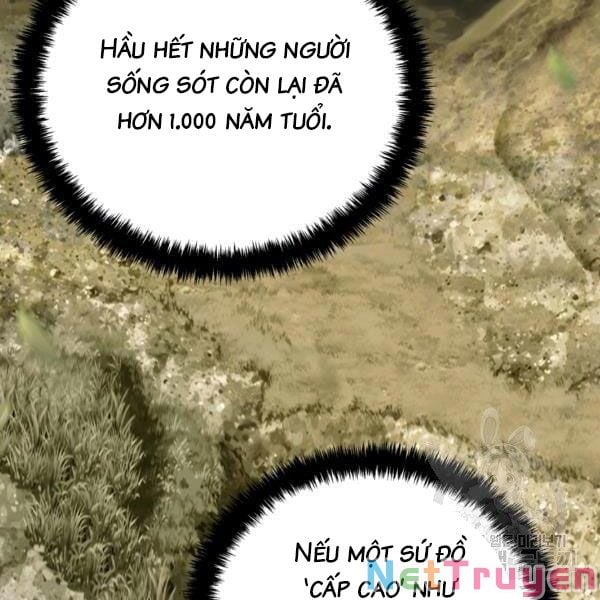 HẦU HẾT NHỮNG NGƯỜI
SỐNG SÓT CÒN LẠI ĐÃ
HƠN 1.000 NĂM TUỔI.
NẾU MỘT SỨ ĐỒ
'CẤP CAO' NHƯ
NetTruyen